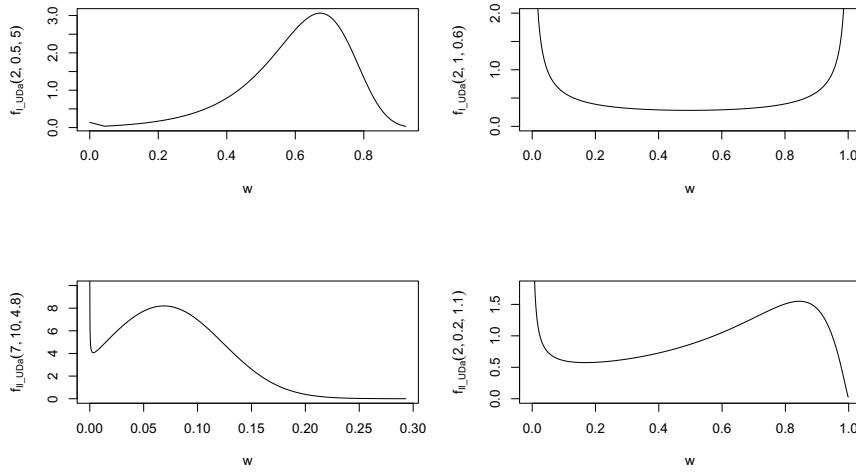 f_I_UDa(2, 0.5, 5)
0.0 1.0 2.0 3.0
0.0 0.2 0.4 0.6 0.8
w
f_I_UDa(2, 1, 0.6)
0.0 1.0 2.0
0.0 0.2 0.4 0.6 0.8 1.0
w
f_II_UDa(7, 10, 4.8)
0 2 4 6 8
0.00 0.05 0.10 0.15 0.20 0.25 0.30
w
f_II_UDa(2, 0.2, 1.1)
0.0 0.5 1.0 1.5
0.0 0.2 0.4 0.6 0.8 1.0
w